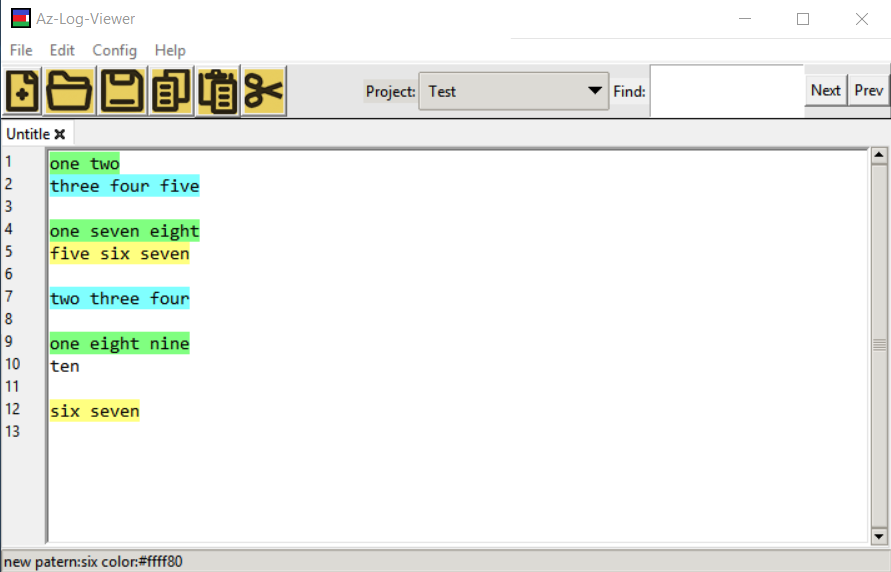 Az-Log-Viewer
File Edit Config Help
Project: Test Find: Next Prev
Untitle ✖
1 one two
2 three four five
3
4 one seven eight
5 five six seven
6
7 two three four
8
9 one eight nine
10 ten
11
12 six seven
13
new patern:six color:#ffff80